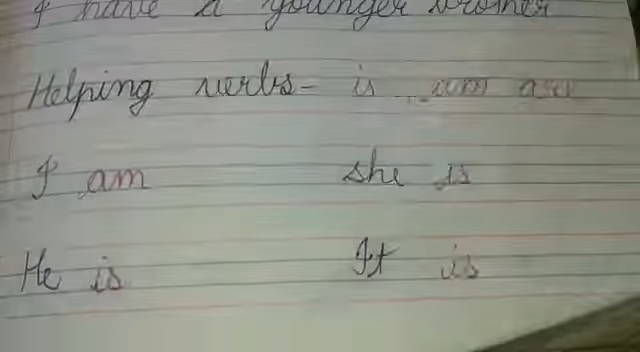 I have a younger brother
Helping verbs- is am are
I am she is
He is It is